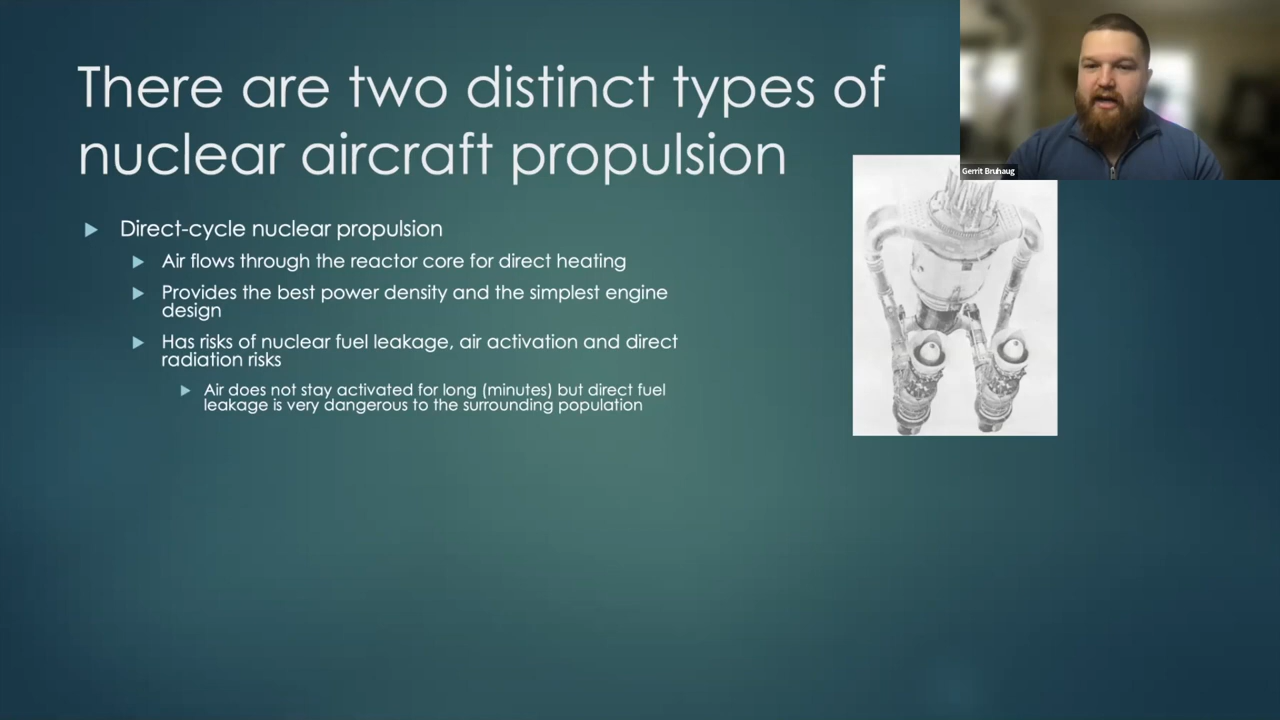 There are two distinct types of
nuclear aircraft propulsion
Gerrit Bruhaug
Direct-cycle nuclear propulsion
Air flows through the reactor core for direct heating
Provides the best power density and the simplest engine
design
Has risks of nuclear fuel leakage, air activation and direct
radiation risks
Air does not stay activated for long (minutes) but direct fuel
leakage is very dangerous to the surrounding population